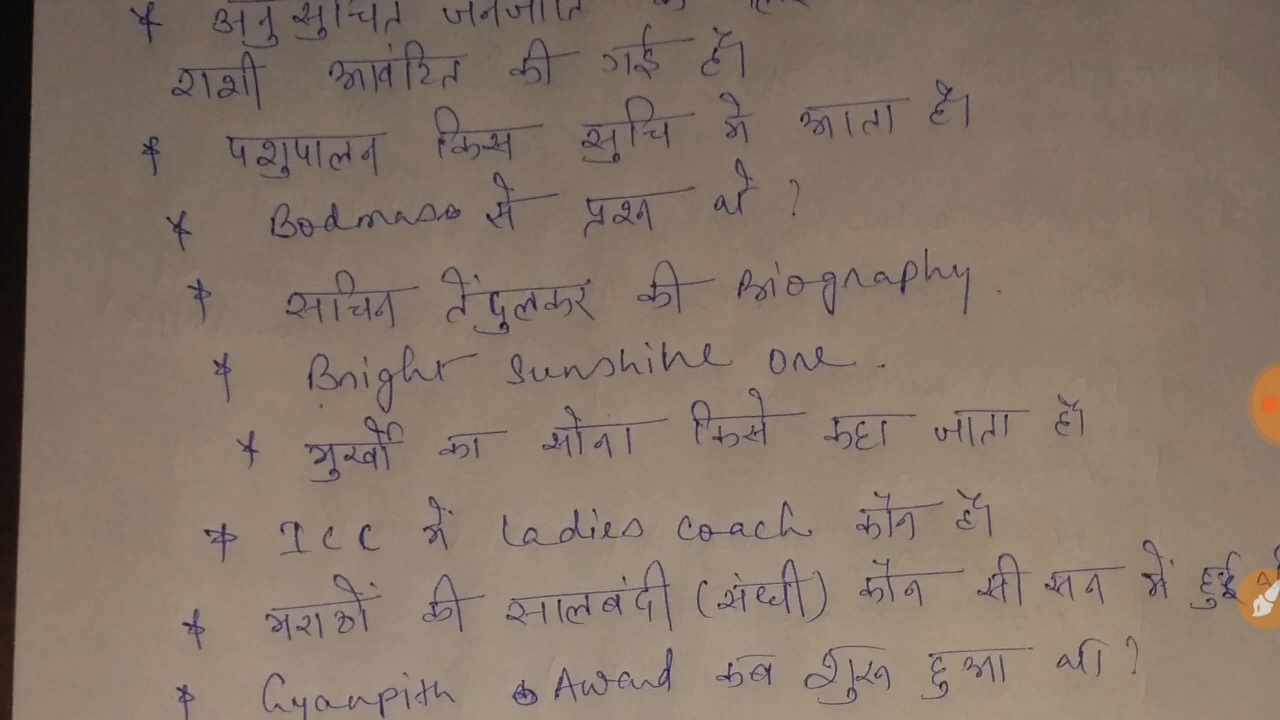 * अनुसुचित जनजाति के
राशी आवंटित की गई हैं।
* पशुपालन किस सुचि मे आता है।
* Bodmass से प्रश्न थे ?
* सचिन तेंदुलकर की Biography.
* Bright Sunshine one.
* मुर्खो का सोना किसे कहा जाता है।
* ICC में Ladies coach कौन हैं।
* मराठों की सालबंदी (संधी) कौन सी सन में हुई
* Gyanpith Award कब शुरू हुआ था ?